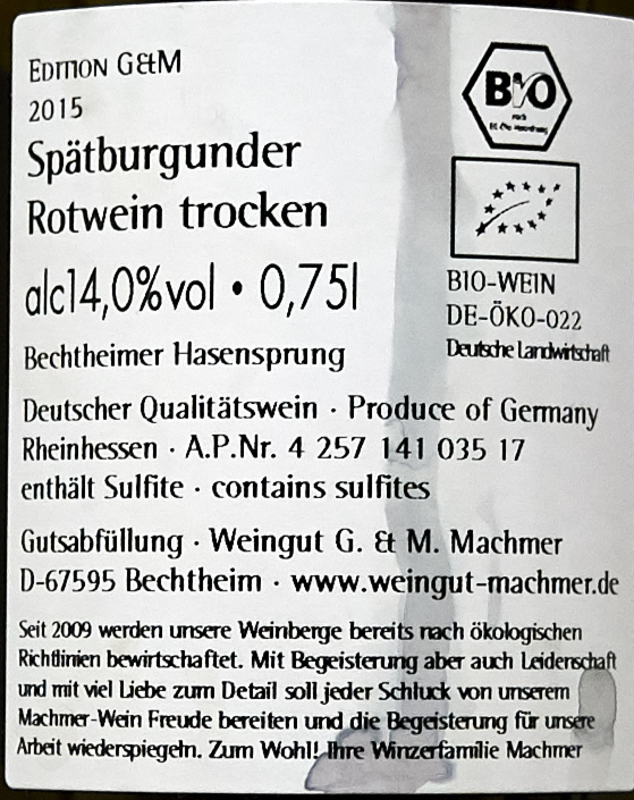 EDITION G&M
2015
Spätburgunder
Rotwein trocken
alc14,0%vol • 0,75l
Bechtheimer Hasensprung
Deutscher Qualitätswein · Produce of Germany
Rheinhessen · A.P.Nr. 4 257 141 035 17
enthält Sulfite · contains sulfites
Gutsabfüllung · Weingut G. & M. Machmer
D-67595 Bechtheim · www.weingut-machmer.de
Seit 2009 werden unsere Weinberge bereits nach ökologischen
Richtlinien bewirtschaftet. Mit Begeisterung aber auch Leidenschaft
und mit viel Liebe zum Detail soll jeder Schluck von unserem
Machmer-Wein Freude bereiten und die Begeisterung für unsere
Arbeit wiederspiegeln. Zum Wohl! Ihre Winzerfamilie Machmer
BIO
nach
BIO-WEIN
DE-ÖKO-022
Deutsche Landwirtschaft